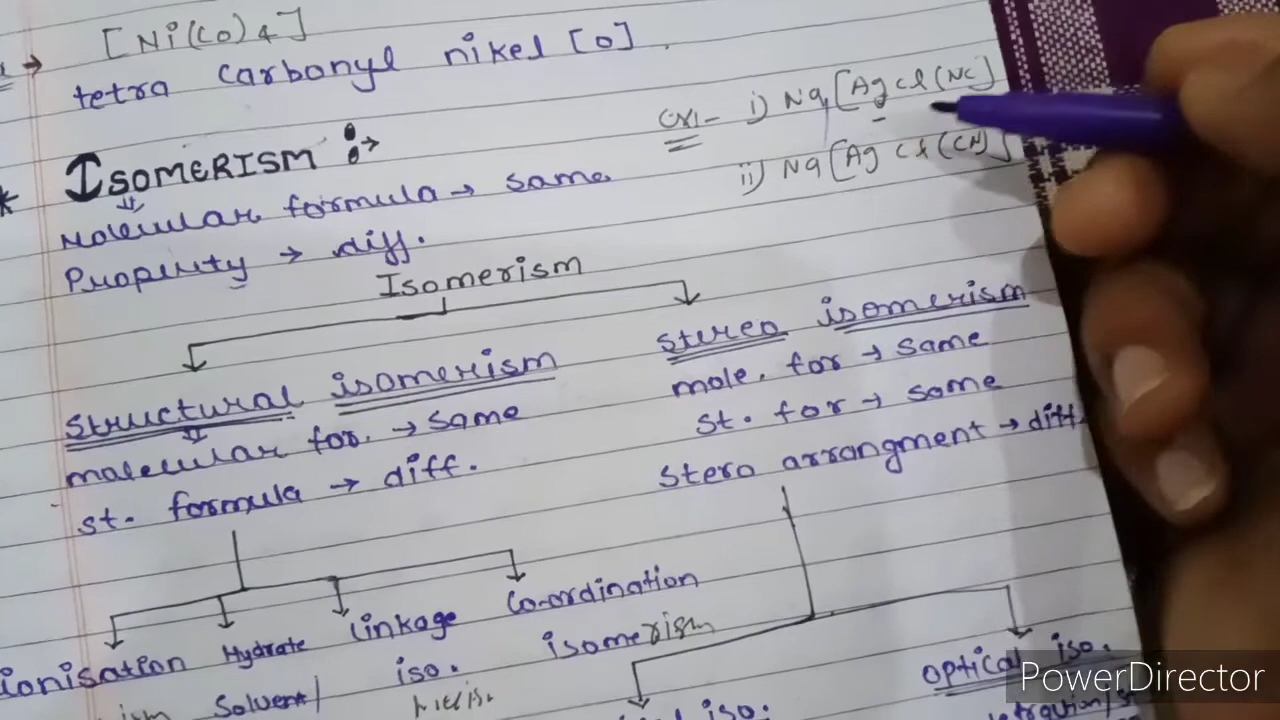 [Ni(Co)4]
tetra carbonyl nikel [0].
Ex1- i) Na[AgCl(NC)]
ii) Na[AgCl(CN)]
* ISOMERISM :→
Molecular formula → same
Property → diff.
Isomerism
Structural isomerism
molecular for. → same
st. formula → diff.
Stereo isomerism
mole. for → same
st. for → same
Stero arrangment → diff.
ionisation Hydrate linkage Co-ordination
Solvent/ iso. isomerism
optical iso.
iso.
PowerDirector